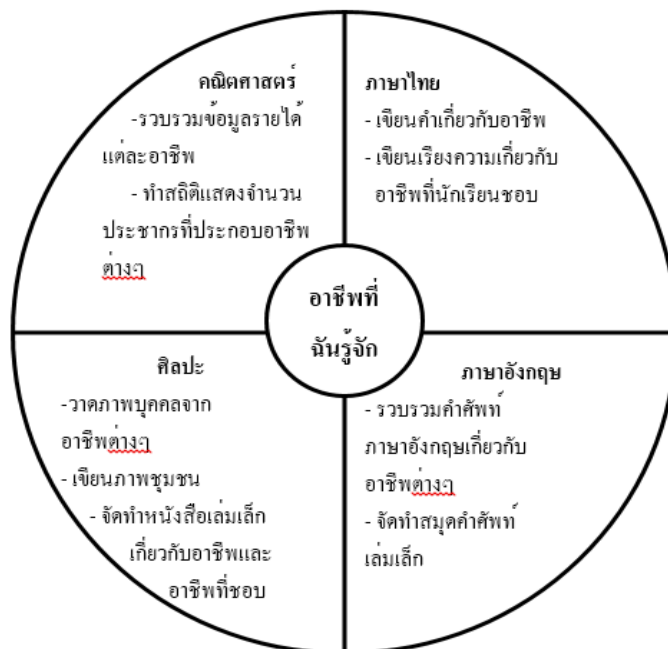 คณิตศาสตร์
-รวบรวมข้อมูลรายได้
แต่ละอาชีพ
- ทำสถิติแสดงจำนวน
ประชากรที่ประกอบอาชีพ
ต่างๆ
ภาษาไทย
- เขียนคำเกี่ยวกับอาชีพ
- เขียนเรียงความเกี่ยวกับ
อาชีพที่นักเรียนชอบ
อาชีพที่
ฉันรู้จัก
ศิลปะ
-วาดภาพบุคคลจาก
อาชีพต่างๆ
- เขียนภาพชุมชน
- จัดทำหนังสือเล่มเล็ก
เกี่ยวกับอาชีพและ
อาชีพที่ชอบ
ภาษาอังกฤษ
- รวบรวมคำศัพท์
ภาษาอังกฤษเกี่ยวกับ
อาชีพต่างๆ
- จัดทำสมุดคำศัพท์
เล่มเล็ก